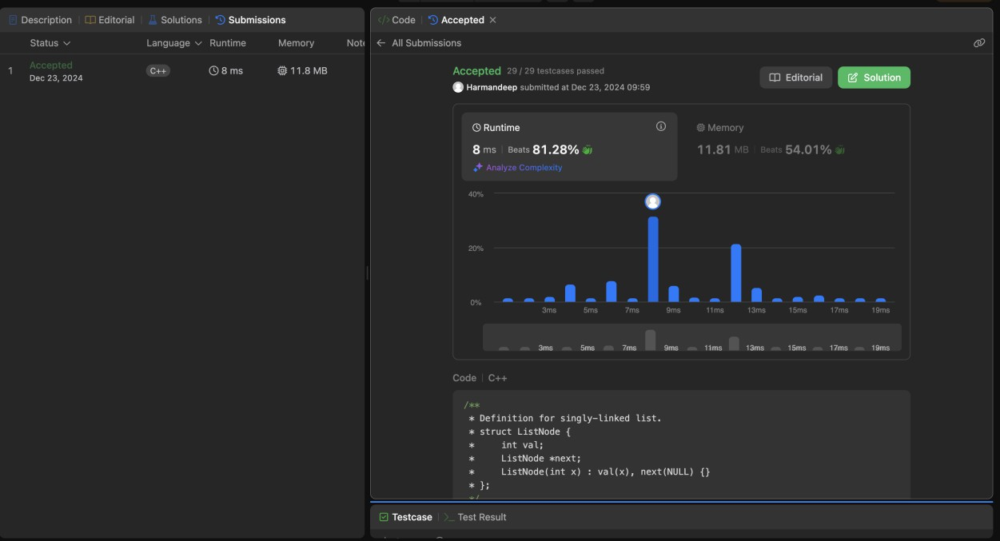 Description Editorial Solutions Submissions
Status Language Runtime Memory Note
1 Accepted C++ 8 ms 11.8 MB
Dec 23, 2024
Code Accepted
All Submissions
Accepted 29 / 29 testcases passed
Harmandeep submitted at Dec 23, 2024 09:59
Editorial Solution
Runtime
8 ms Beats 81.28%
Analyze Complexity
Memory
11.81 MB Beats 54.01%
40%
20%
0%
3ms 5ms 7ms 9ms 11ms 13ms 15ms 17ms 19ms
3ms 5ms 7ms 9ms 11ms 13ms 15ms 17ms 19ms
Code C++
/**
* Definition for singly-linked list.
* struct ListNode {
*     int val;
*     ListNode *next;
*     ListNode(int x) : val(x), next(NULL) {}
* };
*/
Testcase >_ Test Result